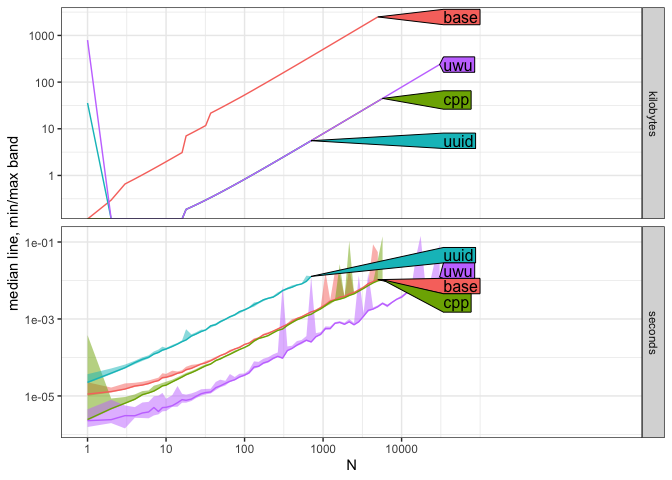 median line, min/max band
1000
100
10
1
base
uwu
cpp
uuid
kilobytes
1e-01
1e-03
1e-05
uuid
uwu
base
cpp
seconds
1
10
100
1000
10000
N